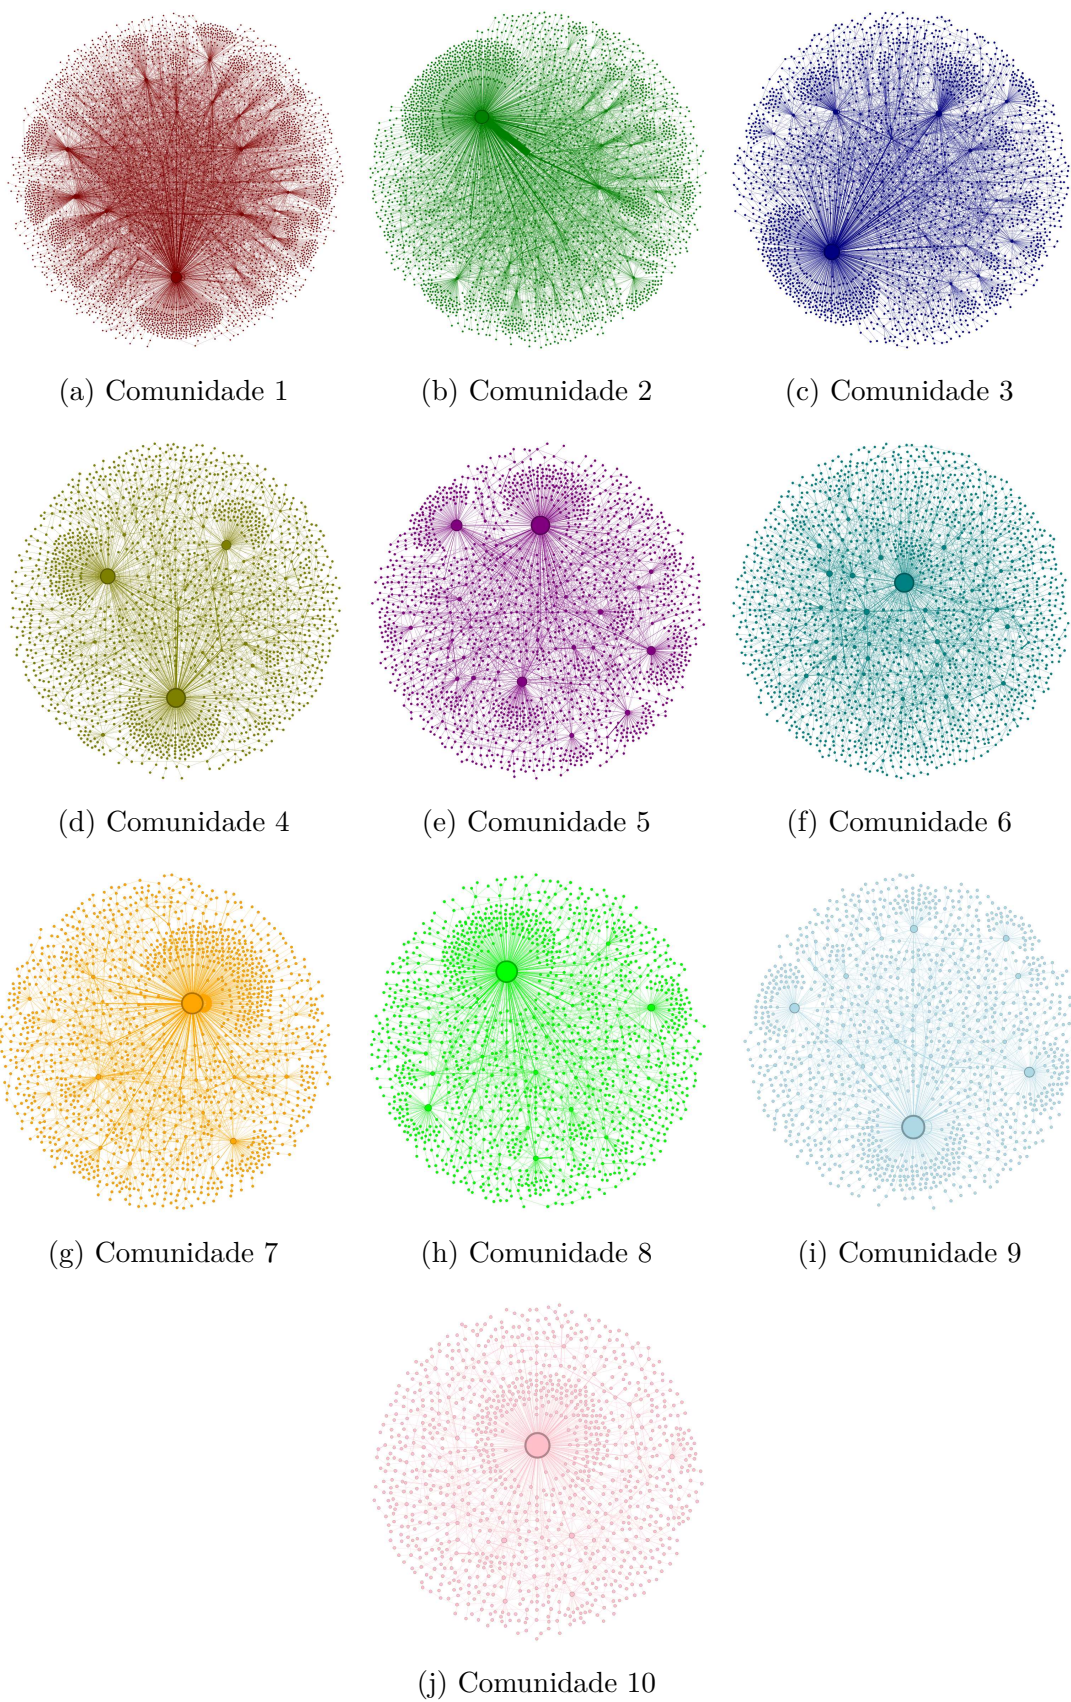 (a) Comunidade 1
(b) Comunidade 2
(c) Comunidade 3
(d) Comunidade 4
(e) Comunidade 5
(f) Comunidade 6
(g) Comunidade 7
(h) Comunidade 8
(i) Comunidade 9
(j) Comunidade 10